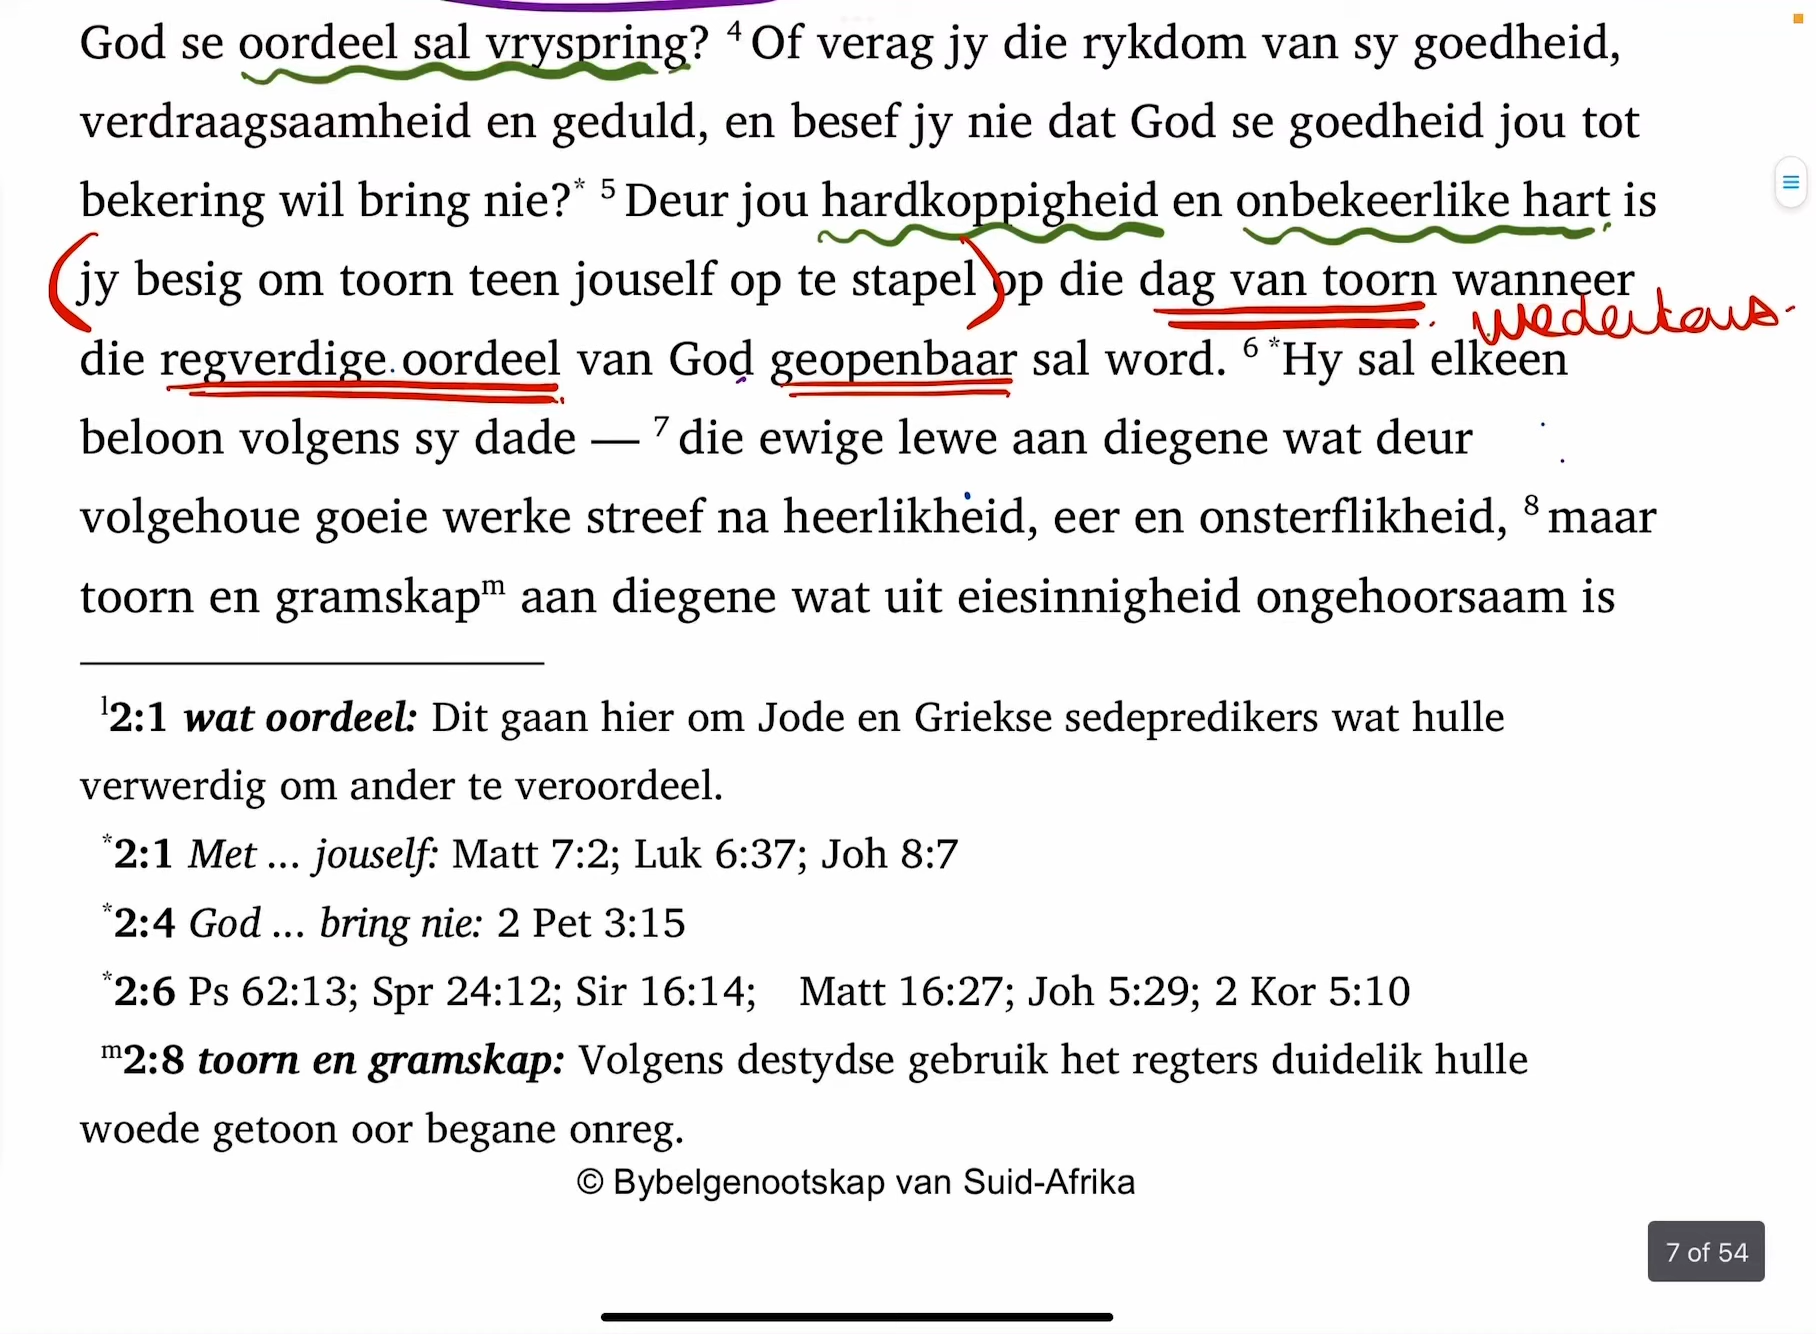 God se oordeel sal vryspring? ⁴ Of verag jy die rykdom van sy goedheid,
verdraagsaamheid en geduld, en besef jy nie dat God se goedheid jou tot
bekering wil bring nie?* ⁵ Deur jou hardkoppigheid en onbekeerlike hart is
(jy besig om toorn teen jouself op te stapel) op die dag van toorn wanneer
die regverdige oordeel van God geopenbaar sal word. ⁶ *Hy sal elkeen
beloon volgens sy dade — ⁷ die ewige lewe aan diegene wat deur
volgehoue goeie werke streef na heerlikheid, eer en onsterflikheid, ⁸ maar
toorn en gramskapᵐ aan diegene wat uit eiesinnigheid ongehoorsaam is
ˡ2:1 wat oordeel: Dit gaan hier om Jode en Griekse sedepredikers wat hulle
verwerdig om ander te veroordeel.
*2:1 Met ... jouself: Matt 7:2; Luk 6:37; Joh 8:7
*2:4 God ... bring nie: 2 Pet 3:15
*2:6 Ps 62:13; Spr 24:12; Sir 16:14; Matt 16:27; Joh 5:29; 2 Kor 5:10
ᵐ2:8 toorn en gramskap: Volgens destydse gebruik het regters duidelik hulle
woede getoon oor begane onreg.
© Bybelgenootskap van Suid-Afrika
7 of 54